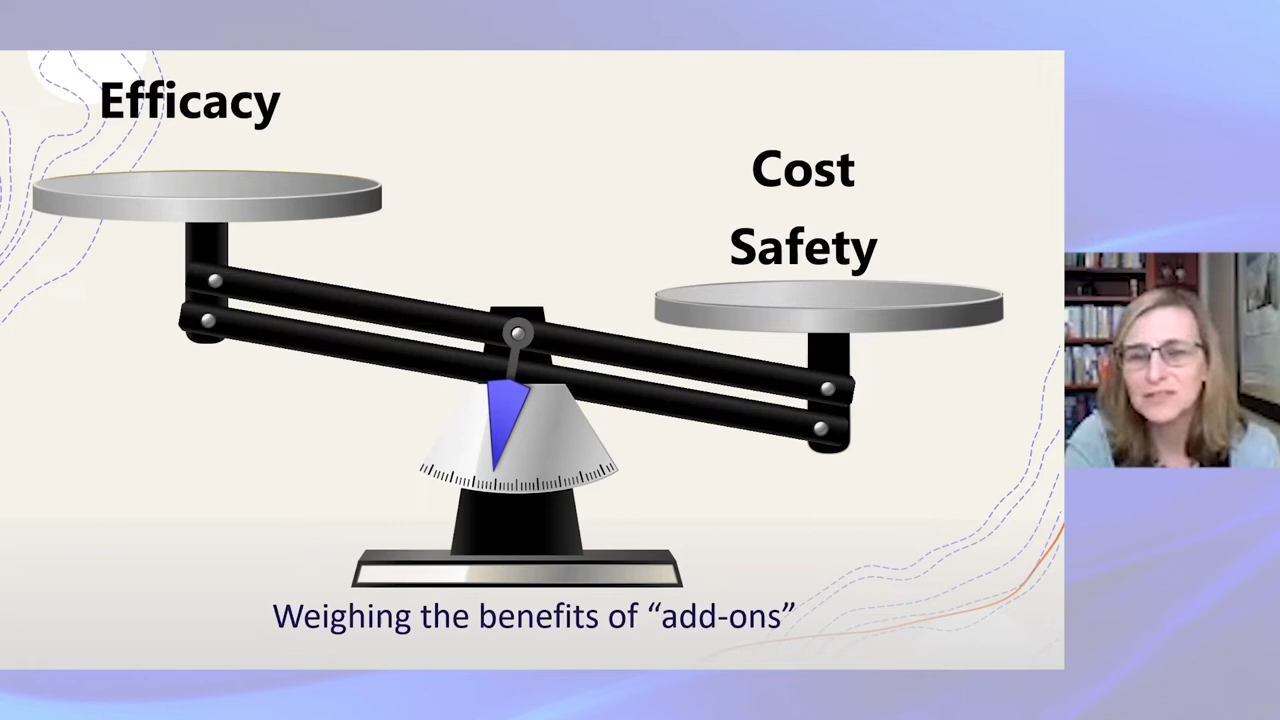 Efficacy
Cost
Safety
Weighing the benefits of “add-ons”